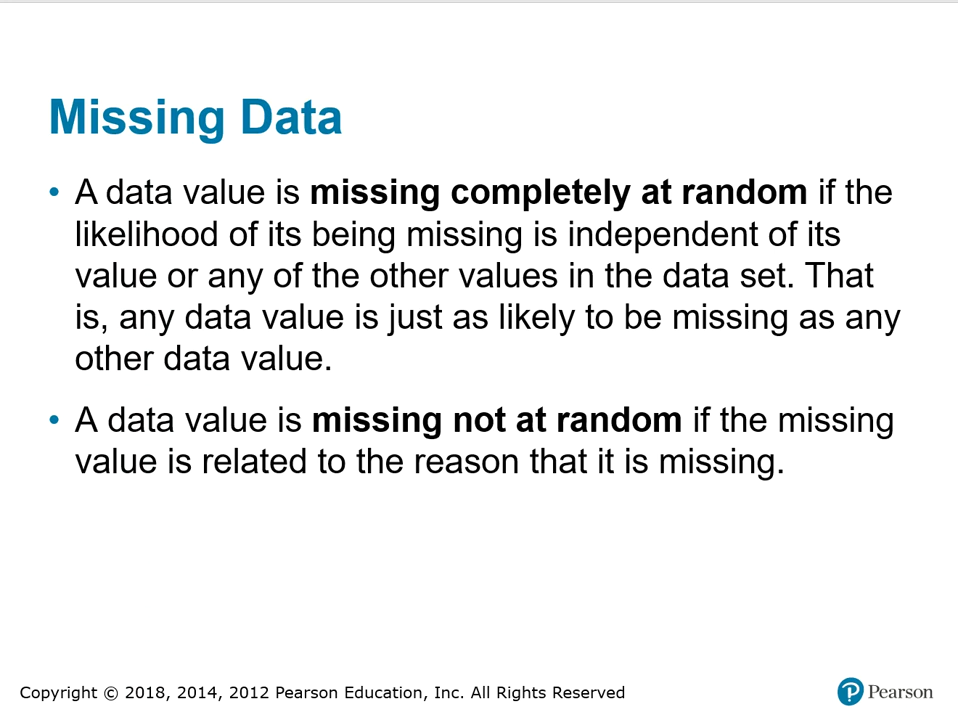 Missing Data
• A data value is missing completely at random if the
likelihood of its being missing is independent of its
value or any of the other values in the data set. That
is, any data value is just as likely to be missing as any
other data value.
• A data value is missing not at random if the missing
value is related to the reason that it is missing.
Copyright © 2018, 2014, 2012 Pearson Education, Inc. All Rights Reserved
P Pearson